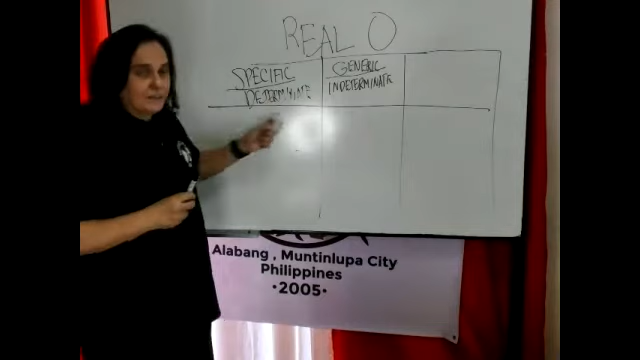 REAL O
SPECIFIC
DETERMINATE
GENERIC
INDETERMINATE
Alabang , Muntinlupa City
Philippines
•2005•